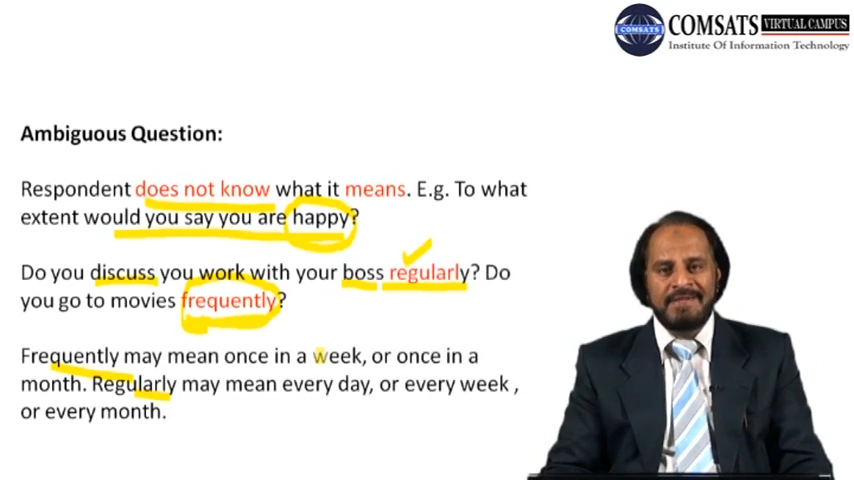 COMSATS
COMSATS VIRTUAL CAMPUS
Institute Of Information Technology
Ambiguous Question:
Respondent does not know what it means. E.g. To what
extent would you say you are happy?
Do you discuss you work with your boss regularly? Do
you go to movies frequently?
Frequently may mean once in a week, or once in a
month. Regularly may mean every day, or every week ,
or every month.